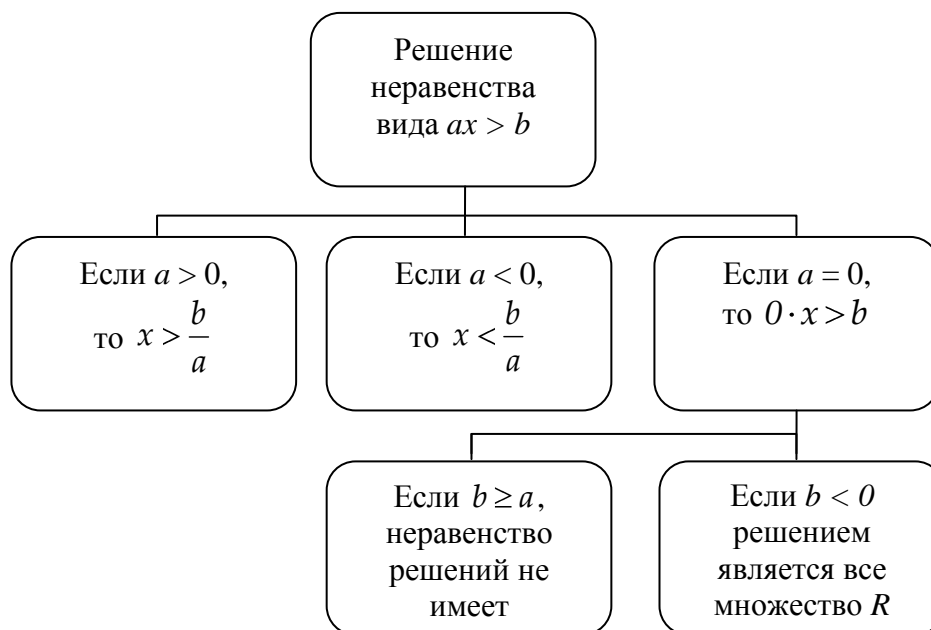 Решение
неравенства
вида ax > b
Если a > 0,
то x > b/a
Если a < 0,
то x < b/a
Если a = 0,
то 0 · x > b
Если b ≥ a,
неравенство
решений не
имеет
Если b < 0
решением
является все
множество R